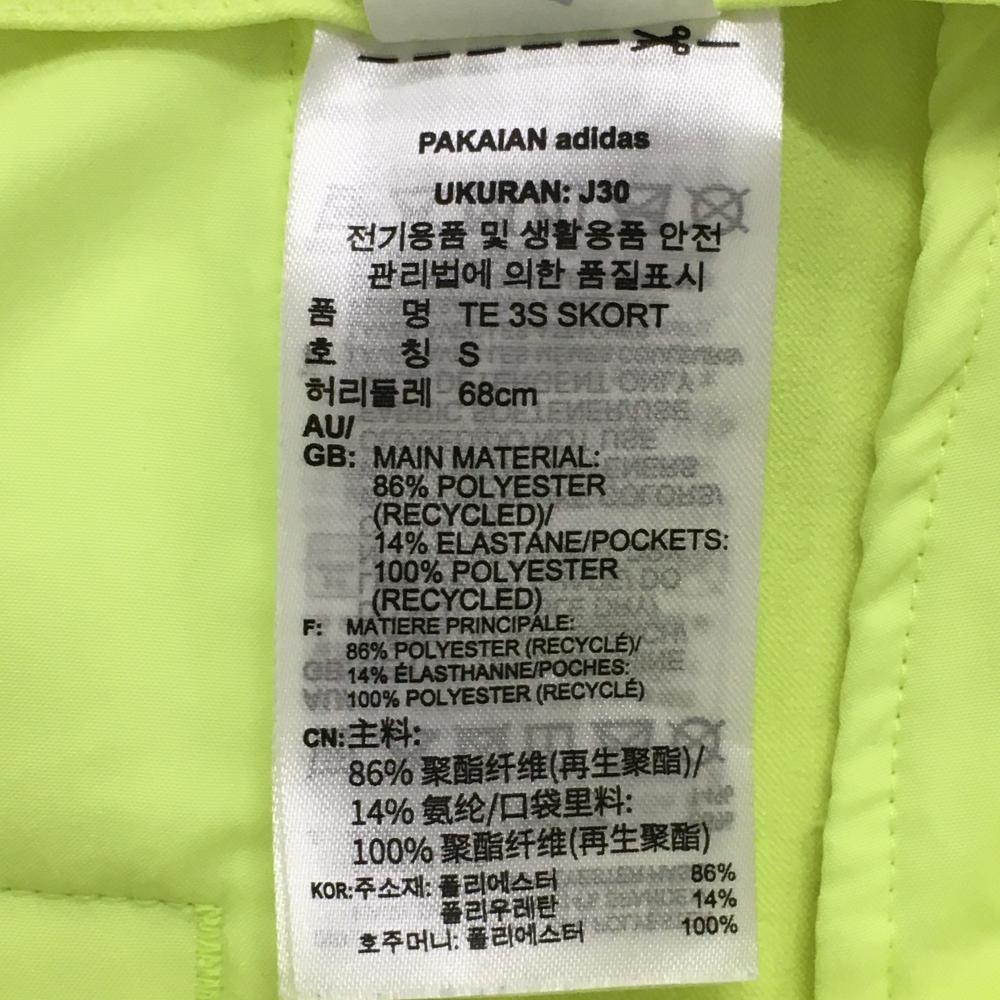 PAKAIAN adidas
UKURAN: J30
전기용품 및 생활용품 안전
관리법에 의한 품질표시
품 명 TE 3S SKORT
호 칭 S
허리둘레 68cm
AU/
GB: MAIN MATERIAL:
86% POLYESTER
(RECYCLED)/
14% ELASTANE/POCKETS:
100% POLYESTER
(RECYCLED)
F: MATIERE PRINCIPALE:
86% POLYESTER (RECYCLÉ)/
14% ÉLASTHANNE/POCHES:
100% POLYESTER (RECYCLÉ)
CN: 主料:
86% 聚酯纤维(再生聚酯)/
14% 氨纶/口袋里料:
100% 聚酯纤维(再生聚酯)
KOR: 주소재: 폴리에스터 86%
폴리우레탄 14%
호주머니: 폴리에스터 100%